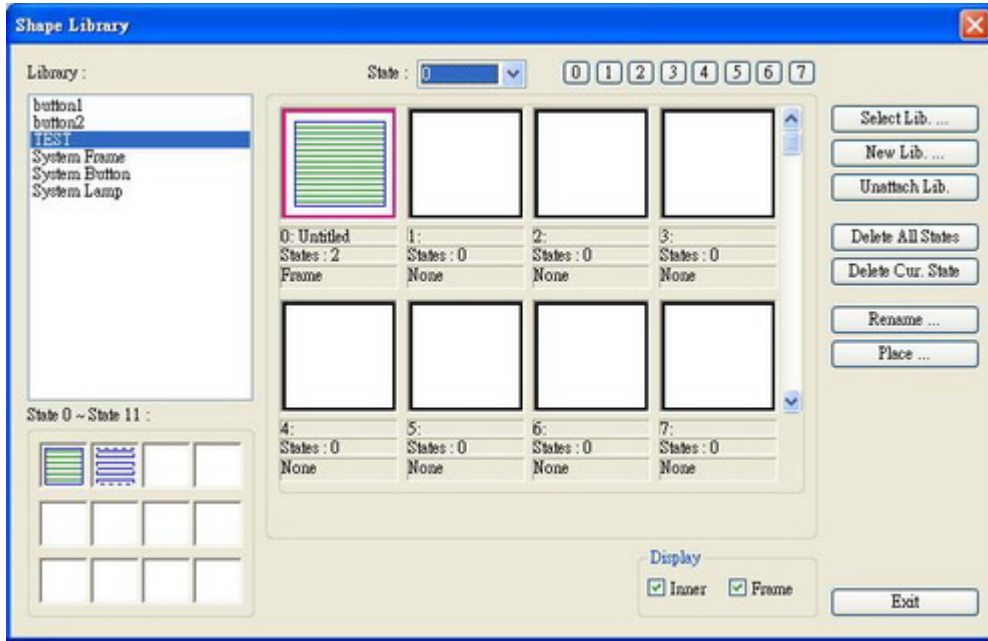 Shape Library
Library :
State : 0
0 1 2 3 4 5 6 7
button1
button2
TEST
System Frame
System Button
System Lamp
Select Lib. ...
New Lib. ...
Unattach Lib.
Delete All States
Delete Cur. State
Rename ...
Place ...
0: Untitled
States : 2
Frame
1:
States : 0
None
2:
States : 0
None
3:
States : 0
None
4:
States : 0
None
5:
States : 0
None
6:
States : 0
None
7:
States : 0
None
State 0 ~ State 11 :
Display
Inner
Frame
Exit